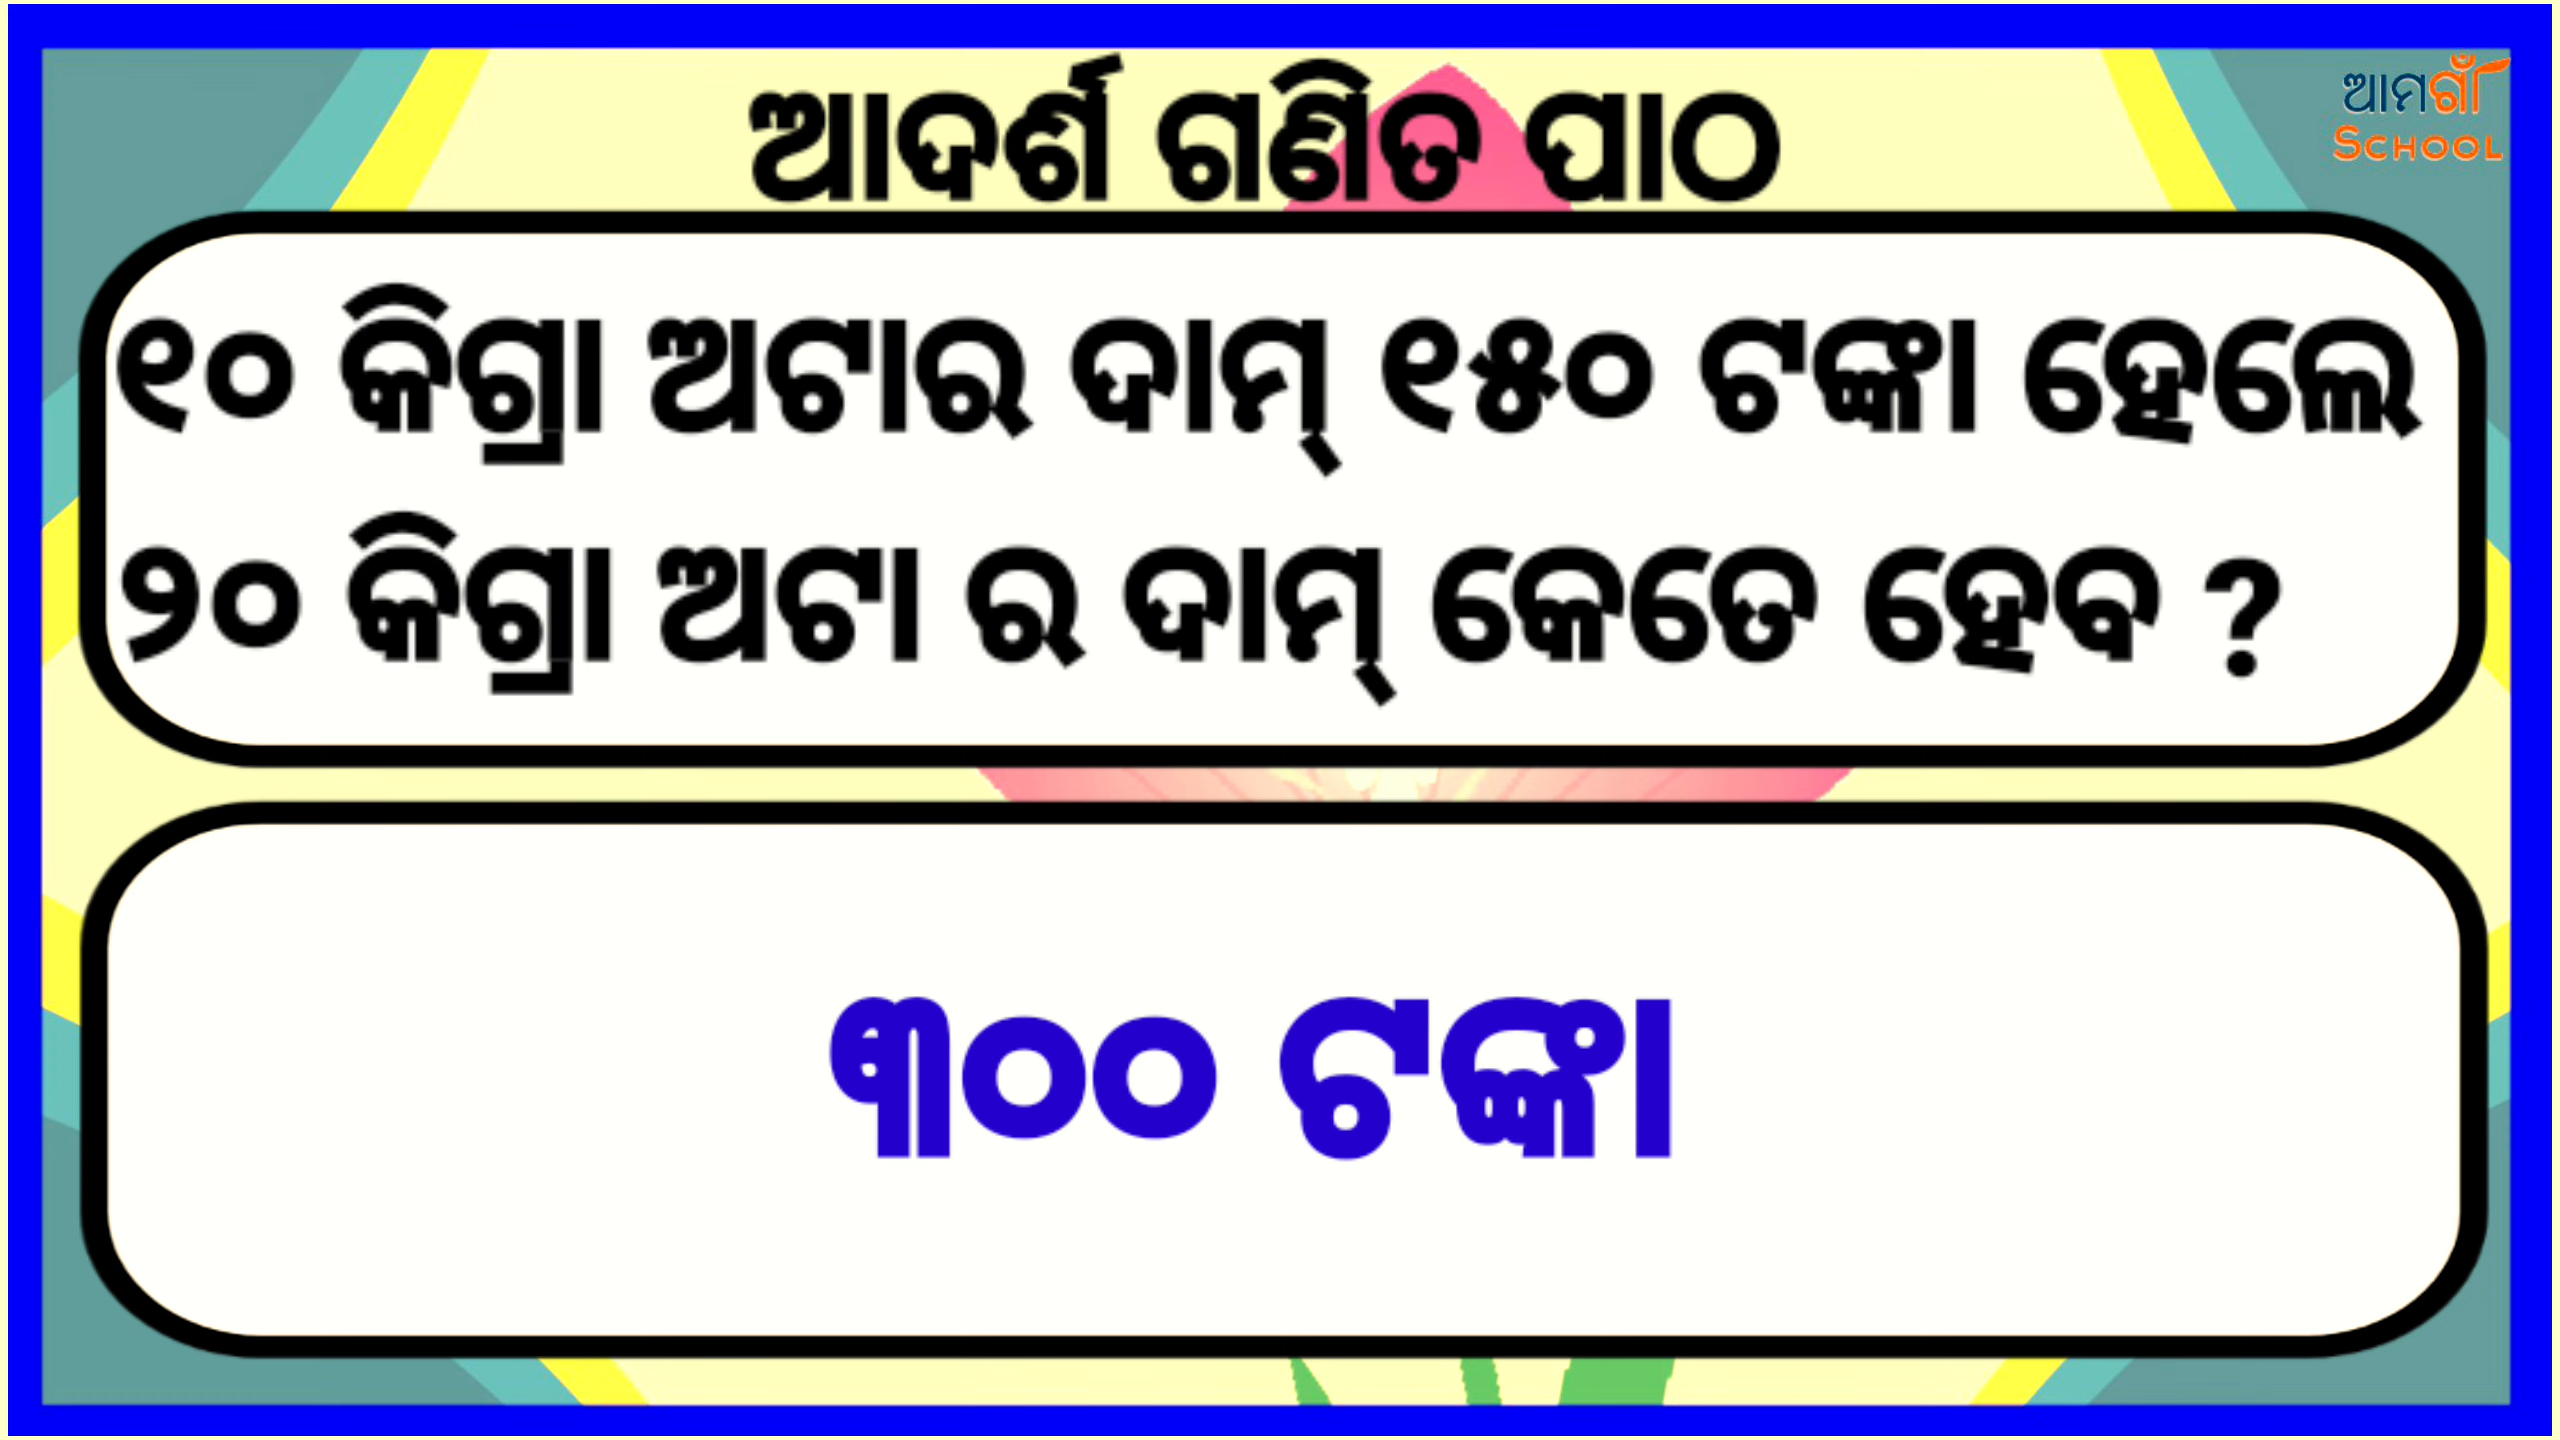 ଆଦର୍ଶ ଗଣିତ ପାଠ
ଆମଗାଁ
SCHOOL
୧୦ କିଗ୍ରା ଅଟାର ଦାମ୍ ୧୫୦ ଟଙ୍କା ହେଲେ
୨୦ କିଗ୍ରା ଅଟା ର ଦାମ୍ କେତେ ହେବ ?
୩୦୦ ଟଙ୍କା